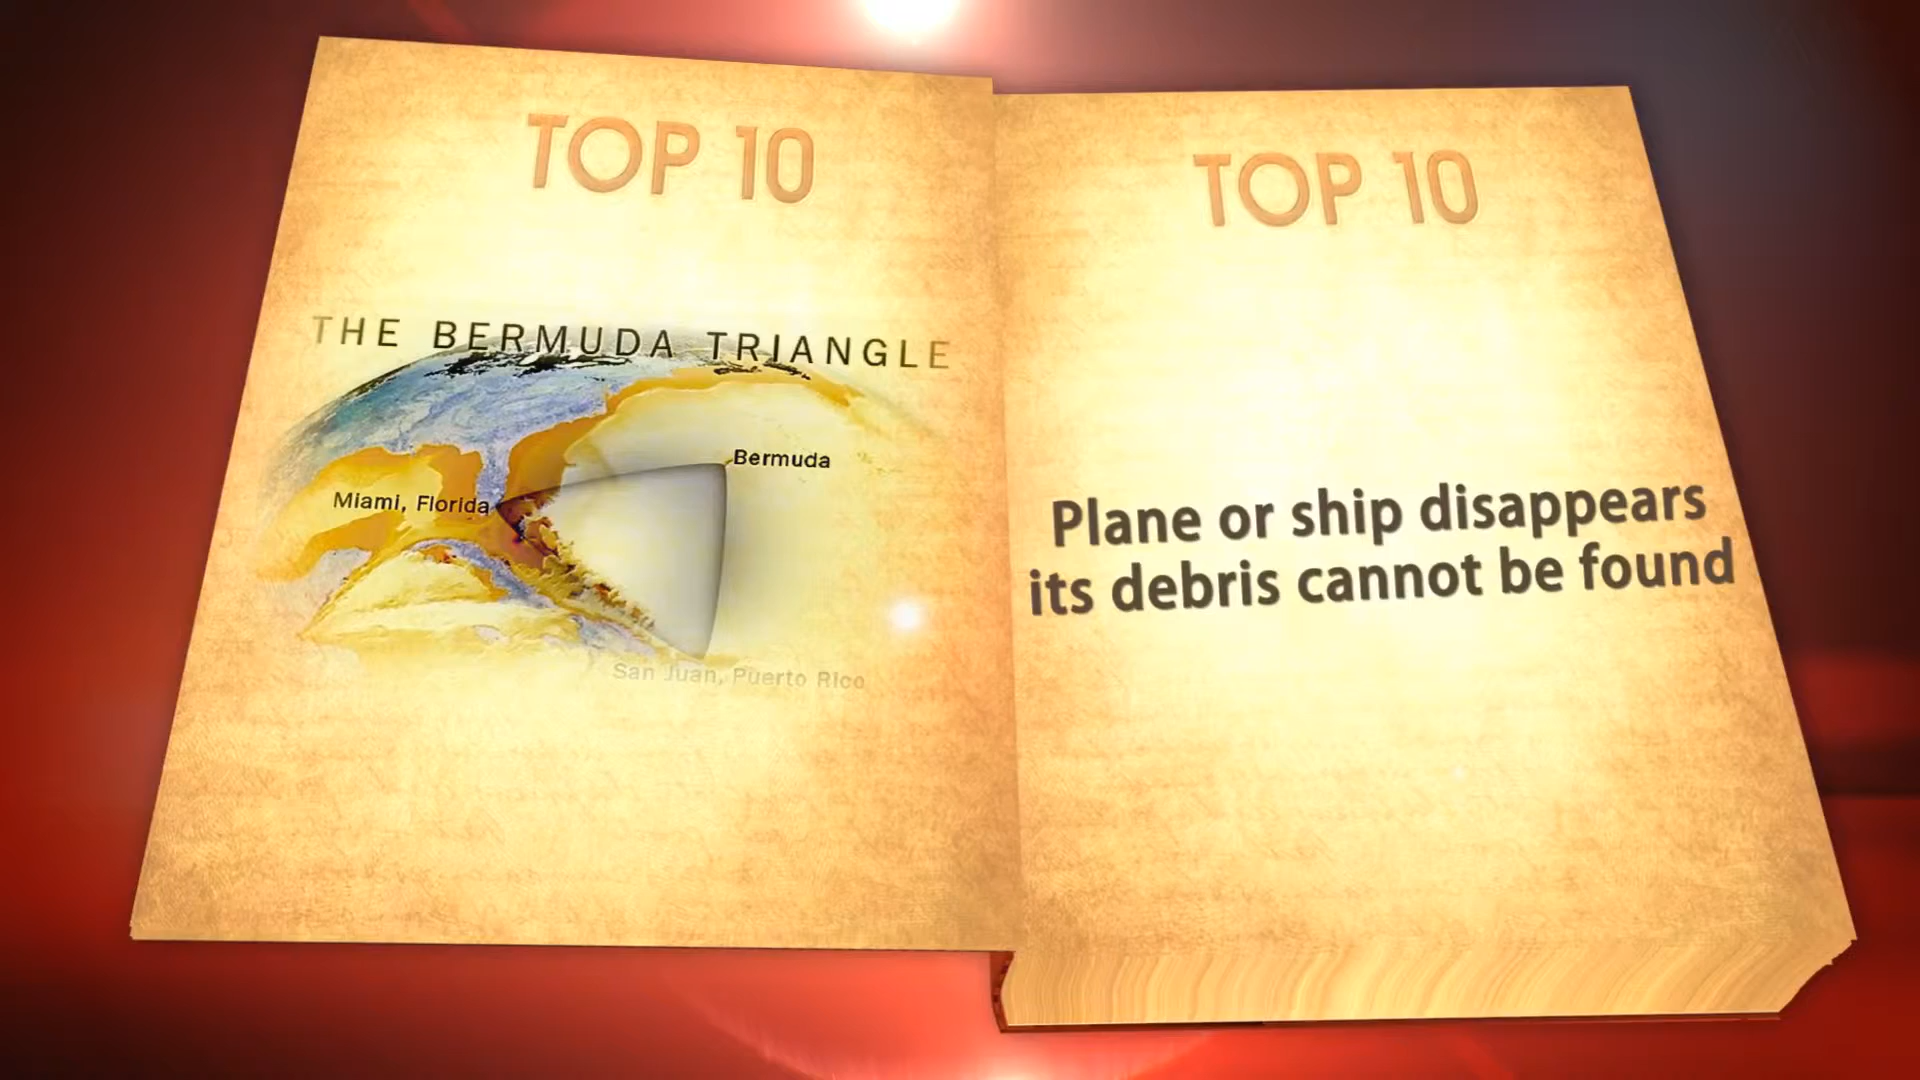 TOP 10
THE BERMUDA TRIANGLE
Bermuda
Miami, Florida
San Juan, Puerto Rico
TOP 10
Plane or ship disappears
its debris cannot be found